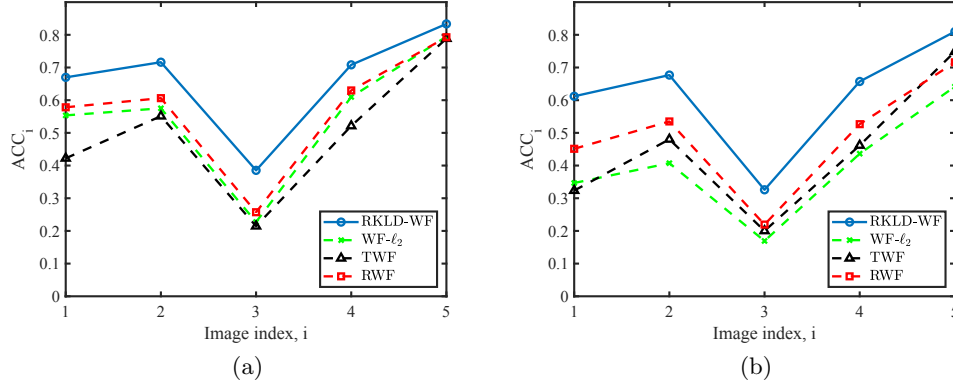 0.8
0.7
0.6
0.5
0.4
0.3
0.2
0.1
0
ACC_i
1 2 3 4 5
Image index, i
RKLD-WF
WF-ℓ₂
TWF
RWF
(a)
0.8
0.7
0.6
0.5
0.4
0.3
0.2
0.1
0
ACC_i
1 2 3 4 5
Image index, i
RKLD-WF
WF-ℓ₂
TWF
RWF
(b)